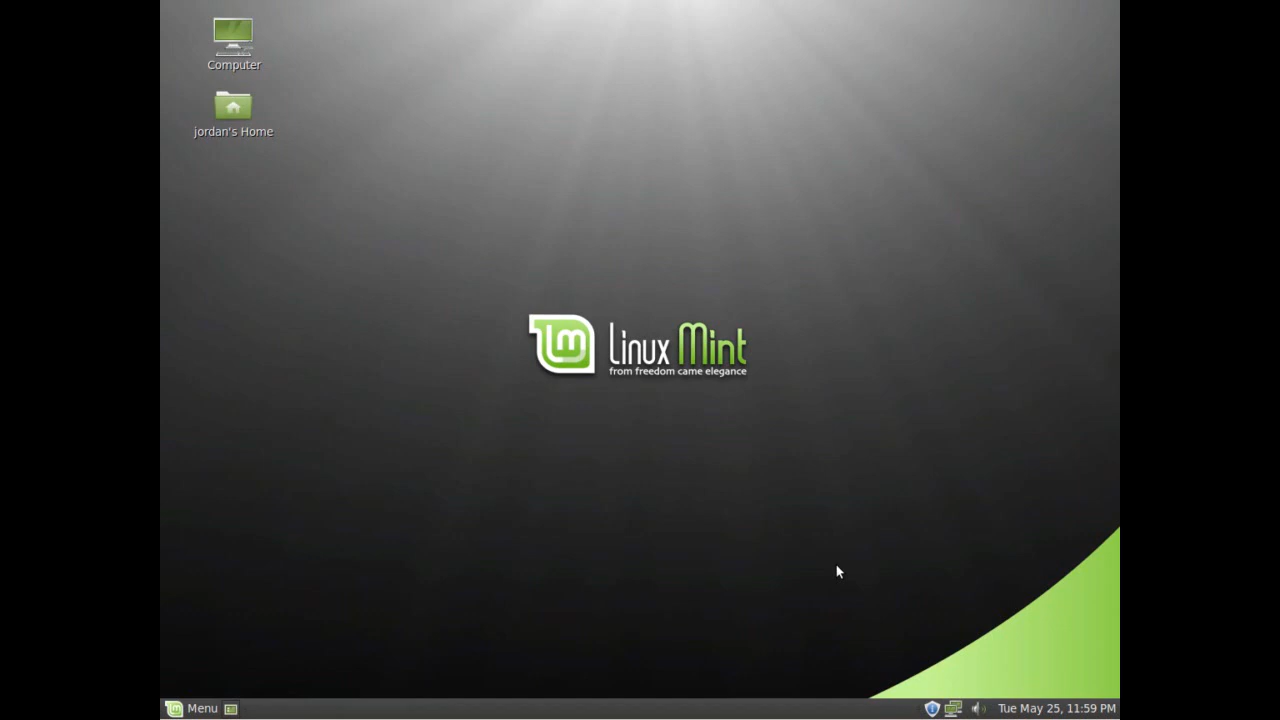 Computer
jordan's Home
Linux Mint
from freedom came elegance
Menu
Tue May 25, 11:59 PM